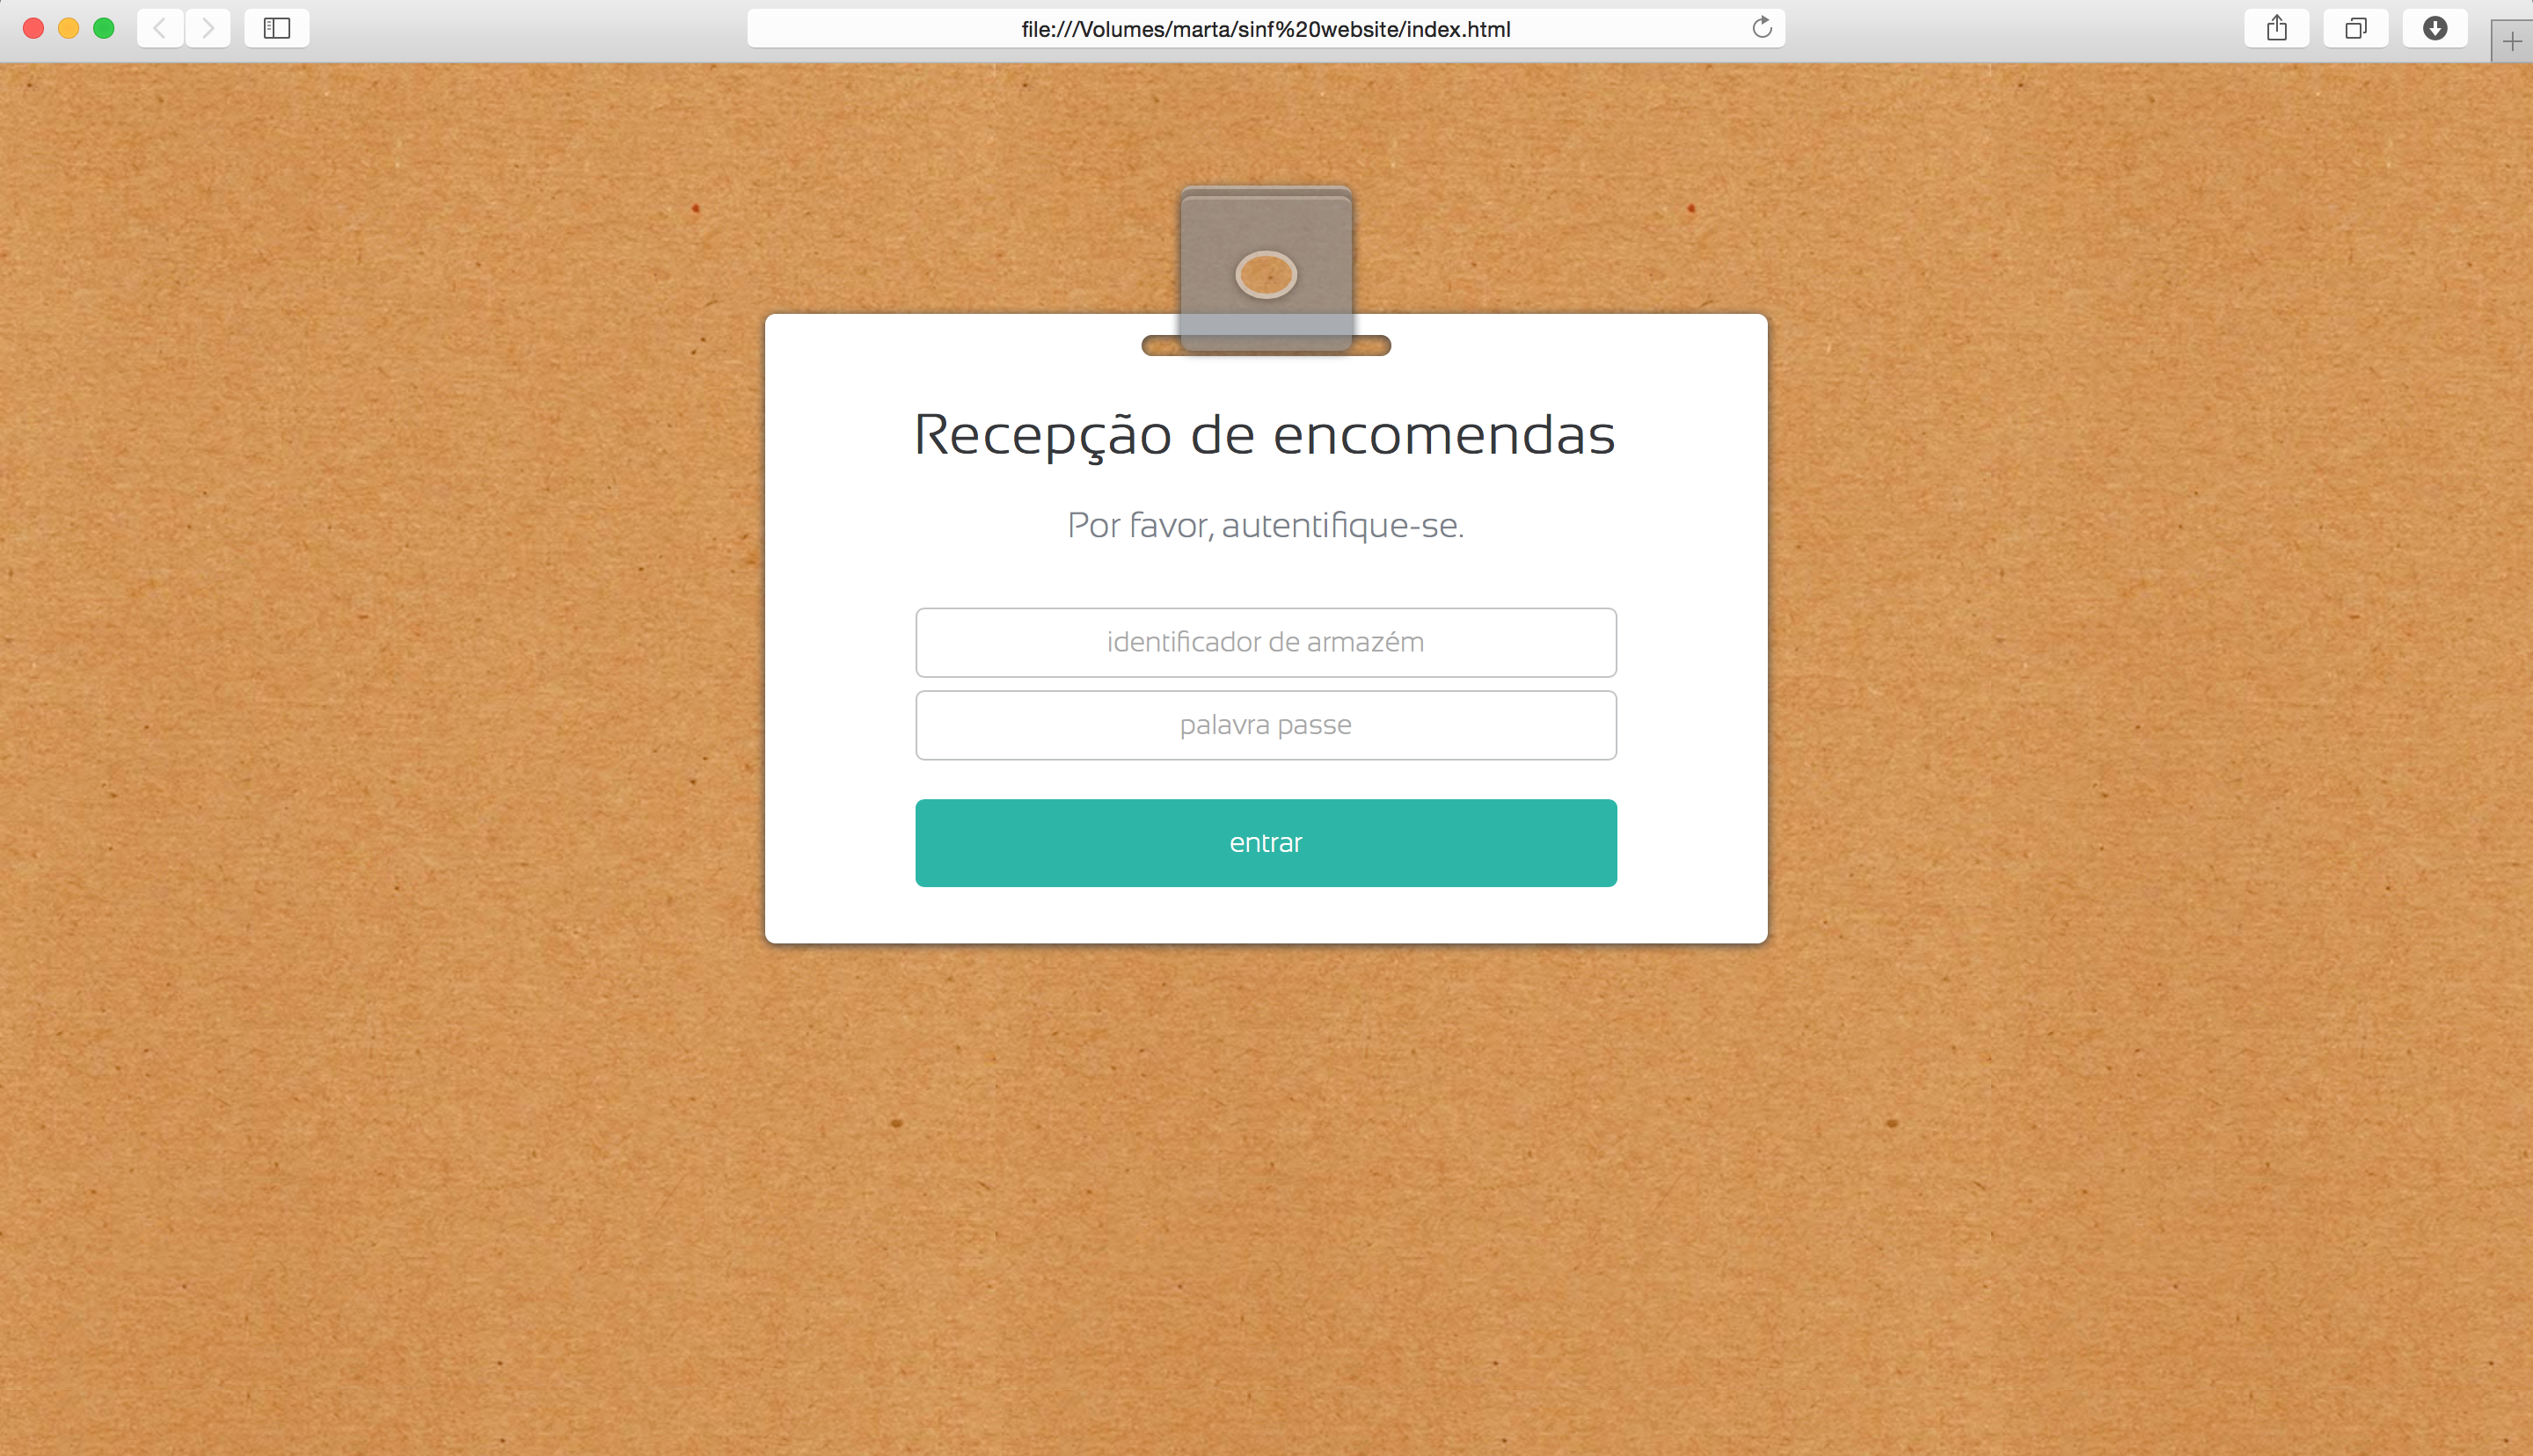 file:///Volumes/marta/sinf%20website/index.html
Recepção de encomendas
Por favor, autentifique-se.
identificador de armazém
palavra passe
entrar